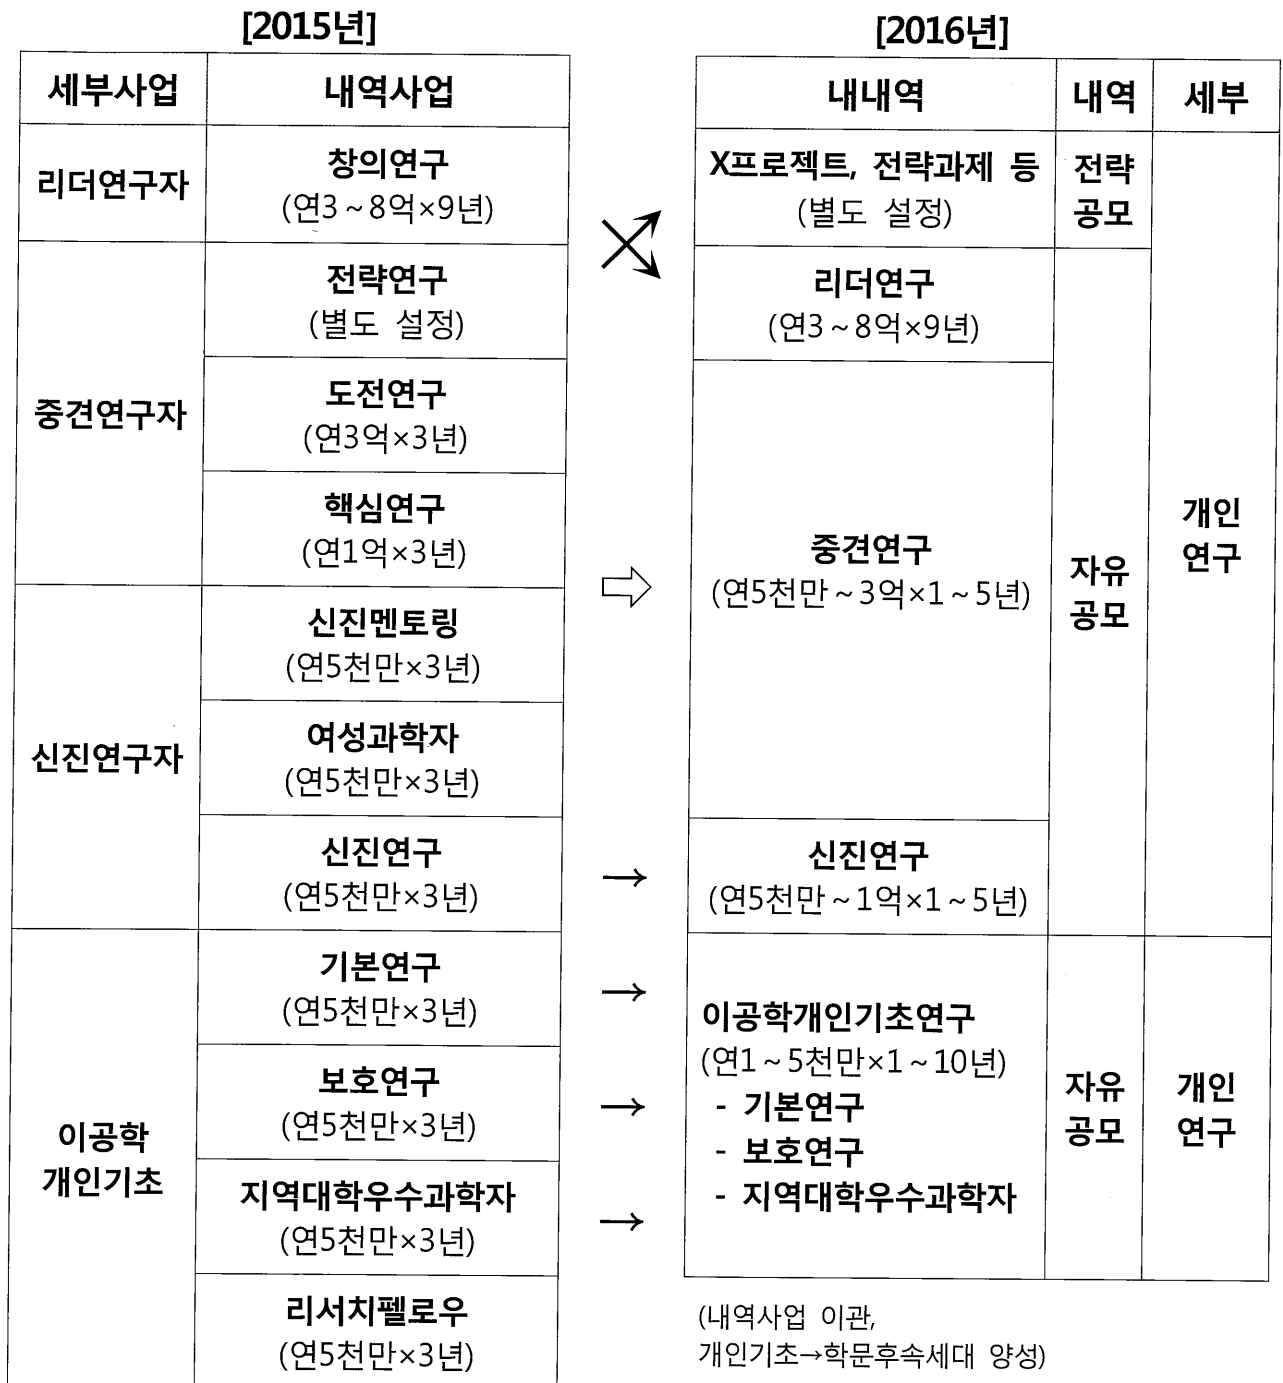 [2015년]
세부사업 내역사업
리더연구자
창의연구
(연3~8억×9년)
중견연구자
전략연구
(별도 설정)
도전연구
(연3억×3년)
핵심연구
(연1억×3년)
신진연구자
신진멘토링
(연5천만×3년)
여성과학자
(연5천만×3년)
신진연구
(연5천만×3년)
이공학
개인기초
기본연구
(연5천만×3년)
보호연구
(연5천만×3년)
지역대학우수과학자
(연5천만×3년)
리서치펠로우
(연5천만×3년)
[2016년]
내내역 내역 세부
X프로젝트, 전략과제 등
(별도 설정)
전략
공모
리더연구
(연3~8억×9년)
중견연구
(연5천만~3억×1~5년)
신진연구
(연5천만~1억×1~5년)
자유
공모
개인
연구
이공학개인기초연구
(연1~5천만×1~10년)
- 기본연구
- 보호연구
- 지역대학우수과학자
자유
공모
개인
연구
(내역사업 이관,
개인기초→학문후속세대 양성)